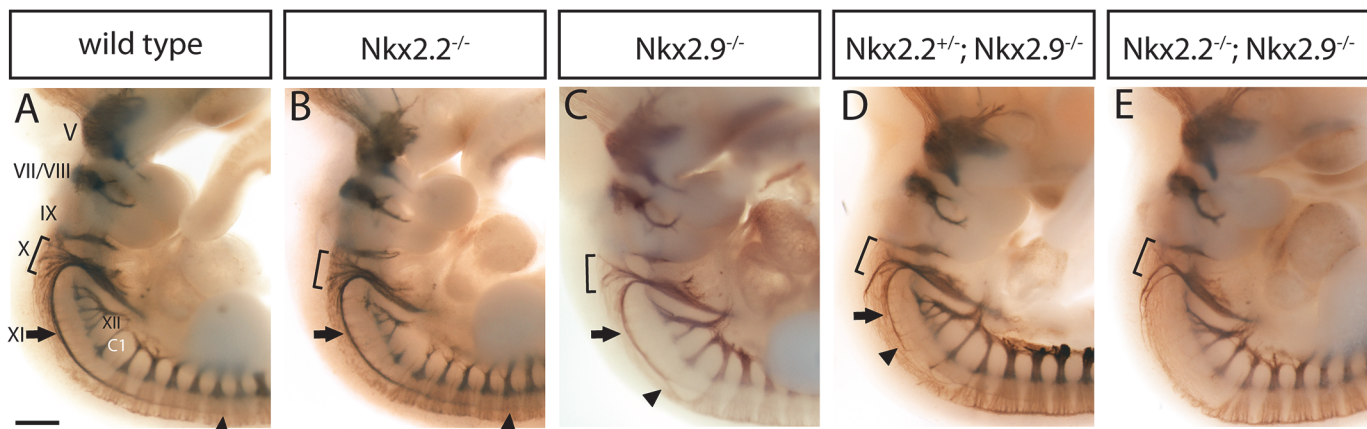 wild type
Nkx2.2-/-
Nkx2.9-/-
Nkx2.2+/-; Nkx2.9-/-
Nkx2.2-/-; Nkx2.9-/-
A
B
C
D
E
V
VII/VIII
IX
X
XI
XII
C1